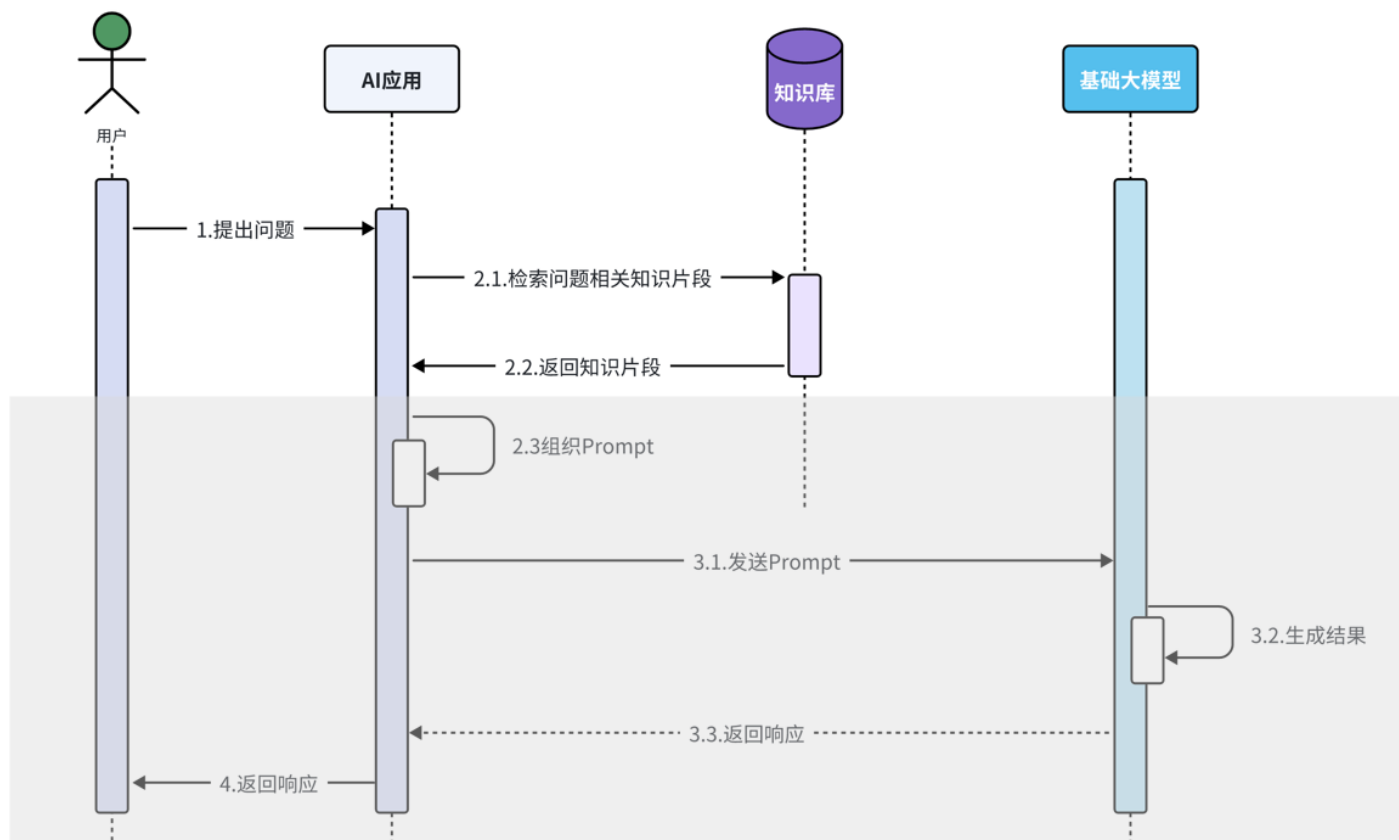 AI应用
知识库
基础大模型
用户
1.提出问题
2.1.检索问题相关知识片段
2.2.返回知识片段
2.3组织Prompt
3.1.发送Prompt
3.2.生成结果
3.3.返回响应
4.返回响应